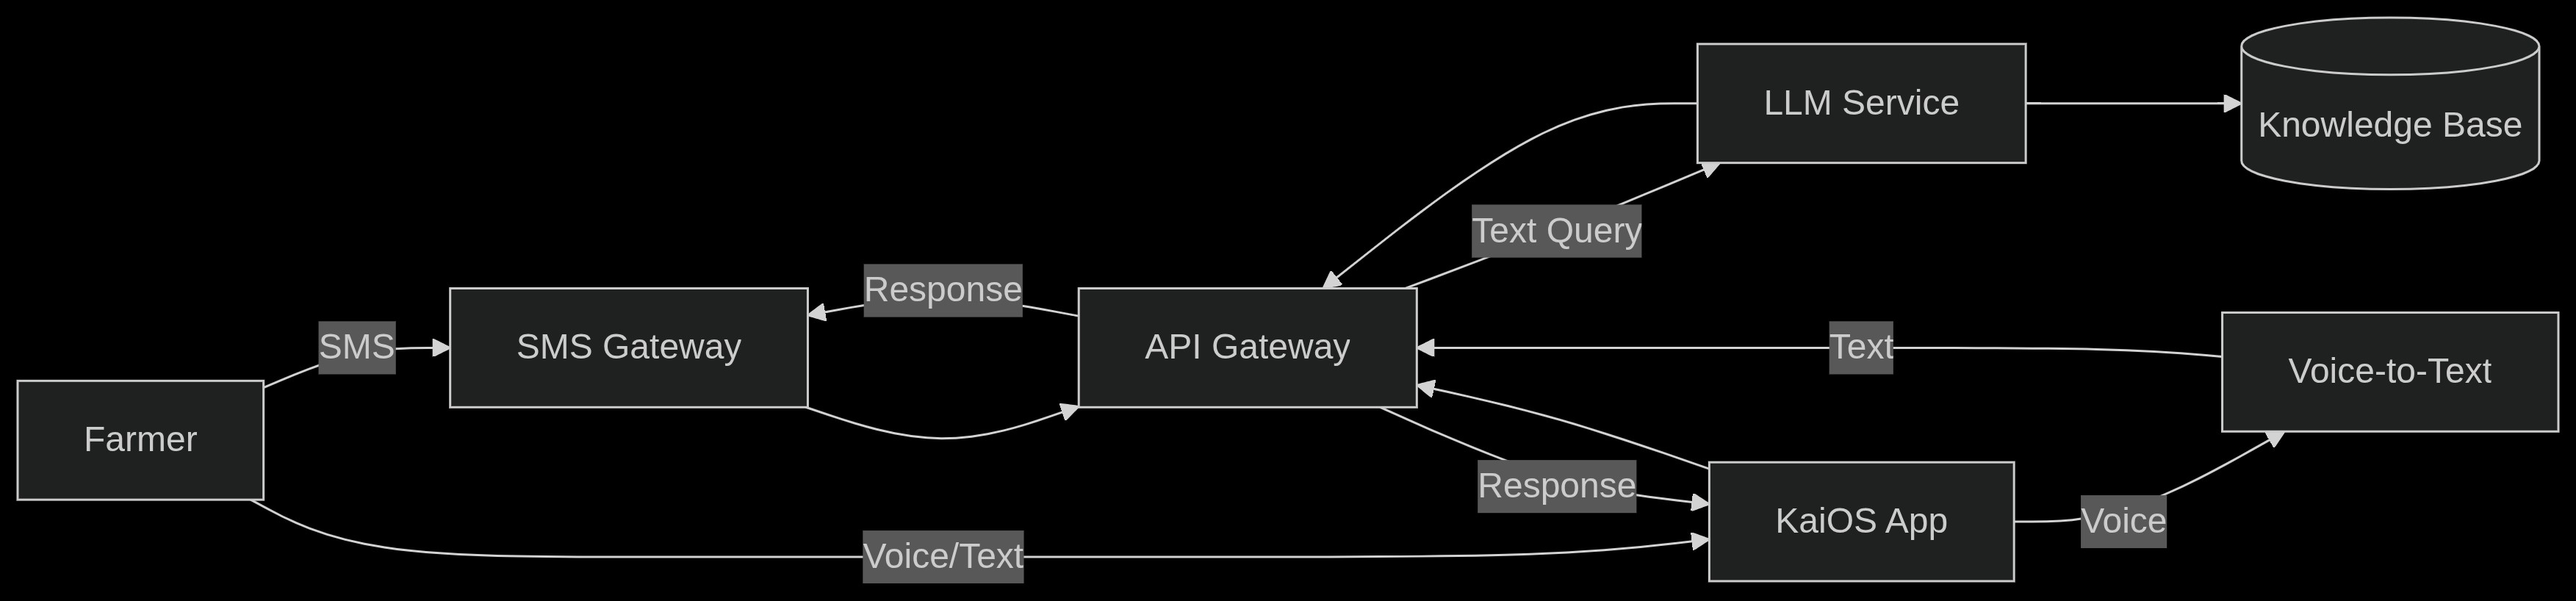 LLM Service
Knowledge Base
Text Query
Response
SMS
SMS Gateway
API Gateway
Text
Voice-to-Text
Farmer
Response
KaiOS App
Voice
Voice/Text